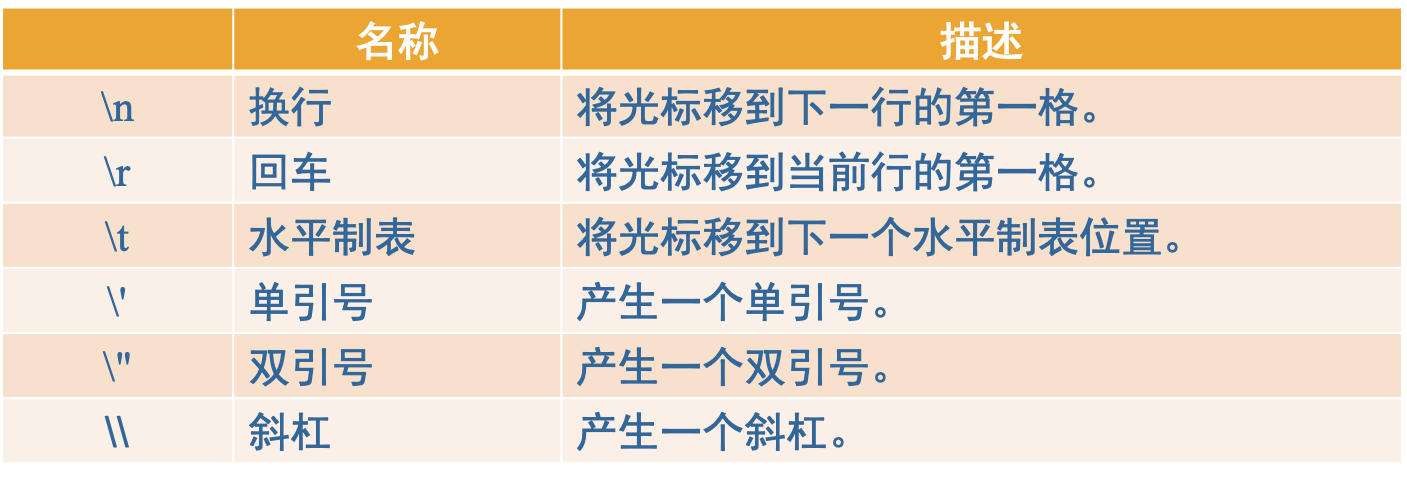 名称 描述
\n 换行 将光标移到下一行的第一格。
\r 回车 将光标移到当前行的第一格。
\t 水平制表 将光标移到下一个水平制表位置。
\' 单引号 产生一个单引号。
\" 双引号 产生一个双引号。
\\ 斜杠 产生一个斜杠。